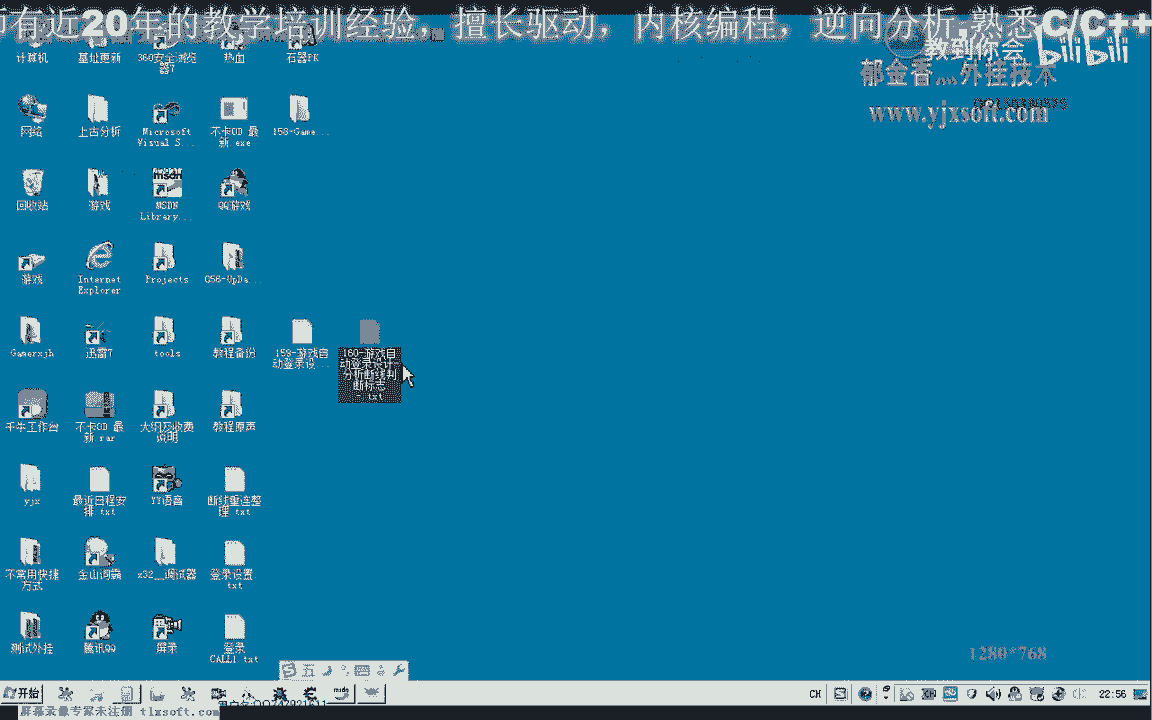 师有近20年的教学培训经验，擅长驱动，内核编程，逆向分析,熟悉C/C++
教到你会
bilibili
郁金香灬外挂技术
www.yjxsoft.com
计算机
基址更新
360安全浏览
器7
热血
石器PK
网络
上古分析
Microsoft
Visual S...
不卡OD 最
新.exe
158-Game...
回收站
游戏
MSDN
Library...
QQ游戏
游戏
Internet
Explorer
Projects
G56-UpDa...
Gamerxjh
迅雷7
tools
教程备份
159-游戏自
动登录设...
160-游戏自
动登录设计-
分析断线判
断标志
-.txt
千牛工作台
不卡OD 最
新.rar
大纲及收费
说明
教程原声
yjx
最近日程安
排.txt
YY语音
断线重连整
理.txt
不常用快捷
方式
金山词霸
x32__调试器
登录设置.
txt
测试外挂
腾讯QQ
屏录
登录
CALL1.txt
1280*768
五
开始
CH
22:56
屏幕录像专家未注册 tlxsoft.com